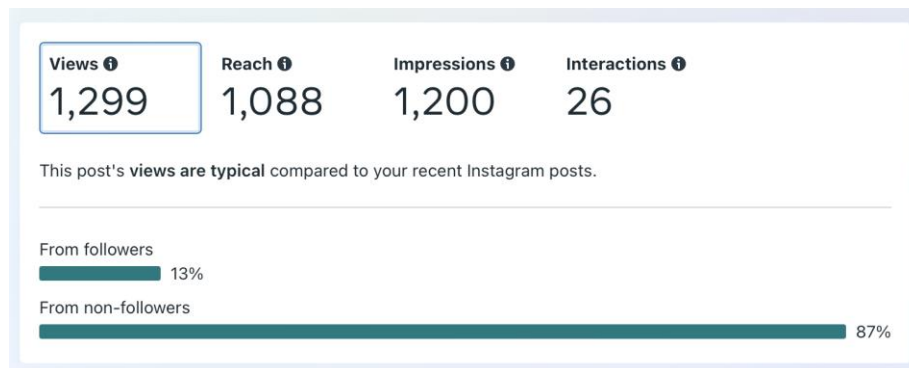 Views
Reach
Impressions
Interactions
1,299
1,088
1,200
26
This post's views are typical compared to your recent Instagram posts.
From followers
13%
From non-followers
87%